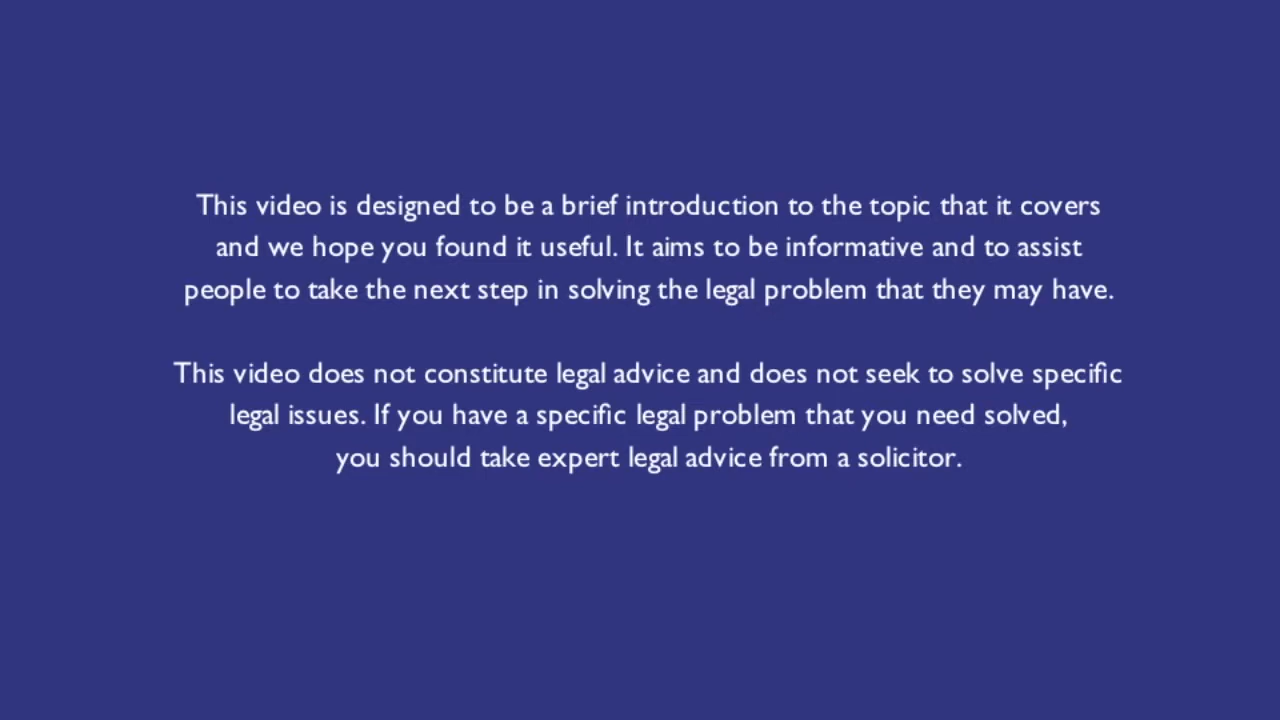 This video is designed to be a brief introduction to the topic that it covers
and we hope you found it useful. It aims to be informative and to assist
people to take the next step in solving the legal problem that they may have.
This video does not constitute legal advice and does not seek to solve specific
legal issues. If you have a specific legal problem that you need solved,
you should take expert legal advice from a solicitor.